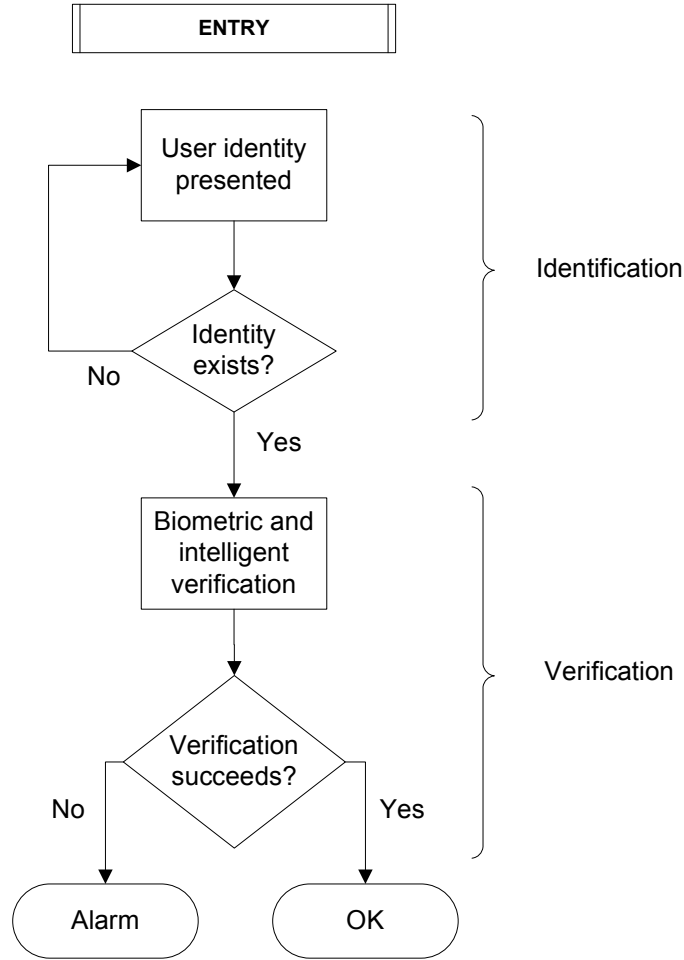 ENTRY
User identity
presented
Identification
Identity
exists?
No
Yes
Biometric and
intelligent
verification
Verification
Verification
succeeds?
No
Yes
Alarm
OK